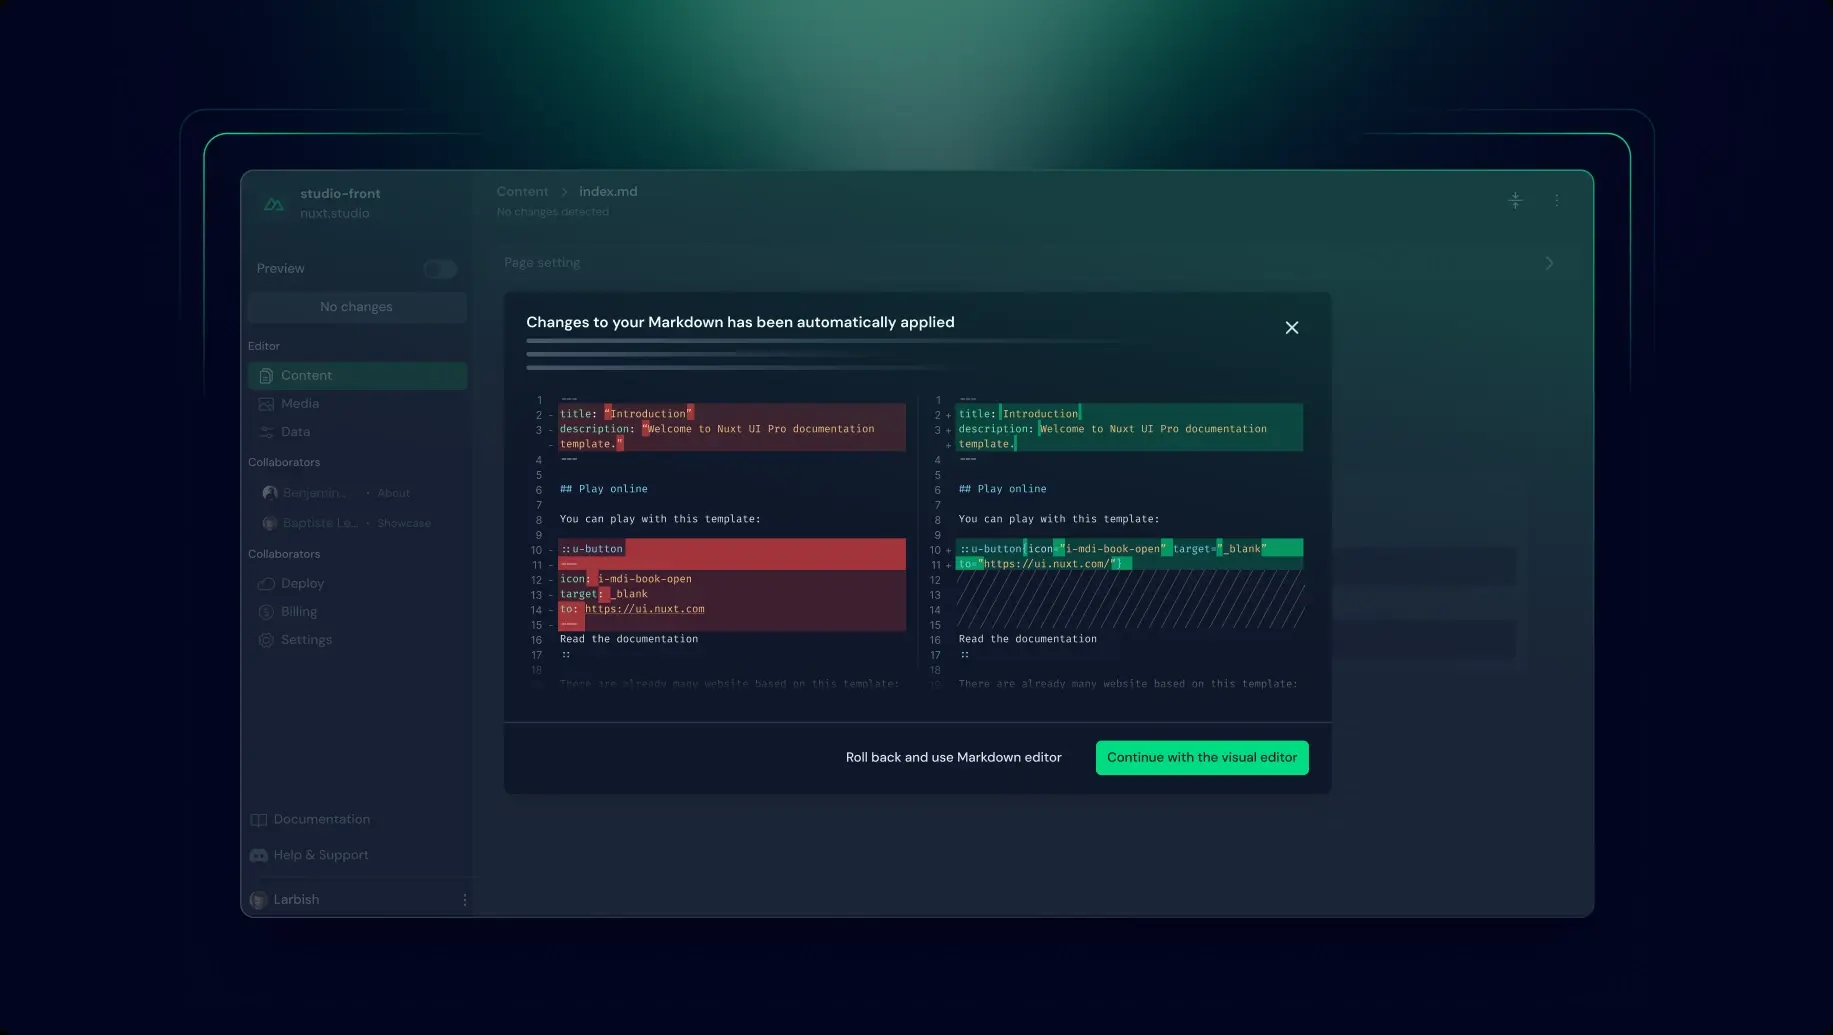 studio-front
nuxt.studio
Preview
No changes
Editor
Content
Media
Data
Collaborators
Benjamin... • About
Baptiste Le... • Showcase
Collaborators
Deploy
Billing
Settings
Documentation
Help & Support
Larbish
Content > index.md
No changes detected
Page setting
Changes to your Markdown has been automatically applied
1 ---
2 - title: "Introduction"
3 - description: "Welcome to Nuxt UI Pro documentation
- template."
4 ---
5
6 ## Play online
7
8 You can play with this template:
9
10 - ::u-button
11 - ---
12 - icon: i-mdi-book-open
13 - target: _blank
14 - to: https://ui.nuxt.com
15 - ---
16 Read the documentation
17 ::
18
19 There are already many website based on this template:
1 ---
2 + title: Introduction
3 + description: Welcome to Nuxt UI Pro documentation
+ template.
4 ---
5
6 ## Play online
7
8 You can play with this template:
9
10 + ::u-button{icon="i-mdi-book-open" target="_blank"
11 + to="https://ui.nuxt.com/"}
12
13
14
15
16 Read the documentation
17 ::
18
19 There are already many website based on this template:
Roll back and use Markdown editor
Continue with the visual editor